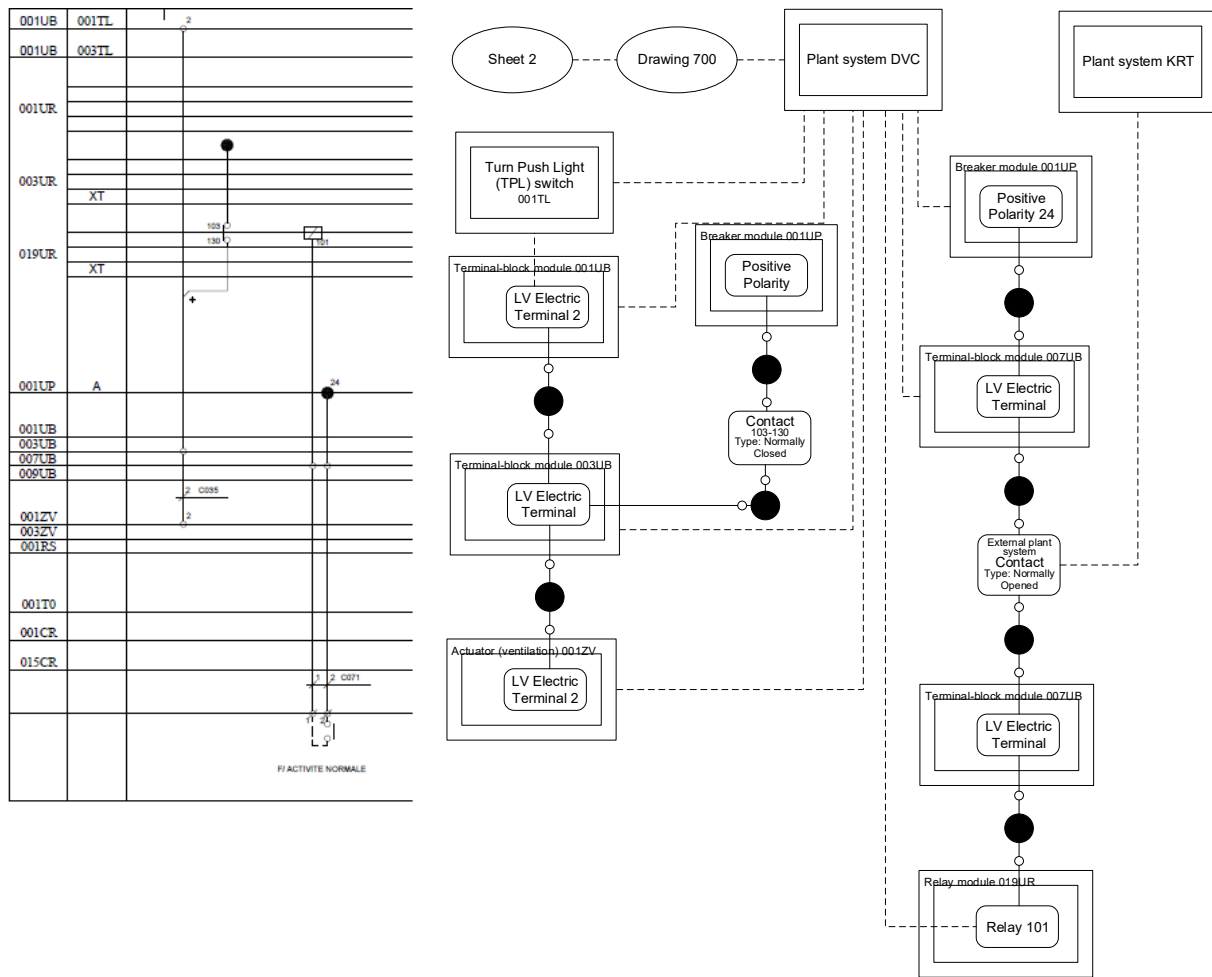 001UB 001TL 2
001UB 003TL
001UR
003UR
XT
103
130
101
019UR
XT
+
001UP A 24
001UB
003UB
007UB
009UB
2 C035
001ZV 2
003ZV
001RS
001T0
001CR
015CR
1 2 C071
1 2
F/ ACTIVITE NORMALE
Sheet 2
Drawing 700
Plant system DVC
Plant system KRT
Turn Push Light
(TPL) switch
001TL
Terminal-block module 001UB
LV Electric
Terminal 2
Terminal-block module 003UB
LV Electric
Terminal
Actuator (ventilation) 001ZV
LV Electric
Terminal 2
Breaker module 001UP
Positive
Polarity
Contact
103-130
Type: Normally
Closed
Breaker module 001UP
Positive
Polarity 24
Terminal-block module 007UB
LV Electric
Terminal
External plant
system
Contact
Type: Normally
Opened
Terminal-block module 007UB
LV Electric
Terminal
Relay module 019UR
Relay 101